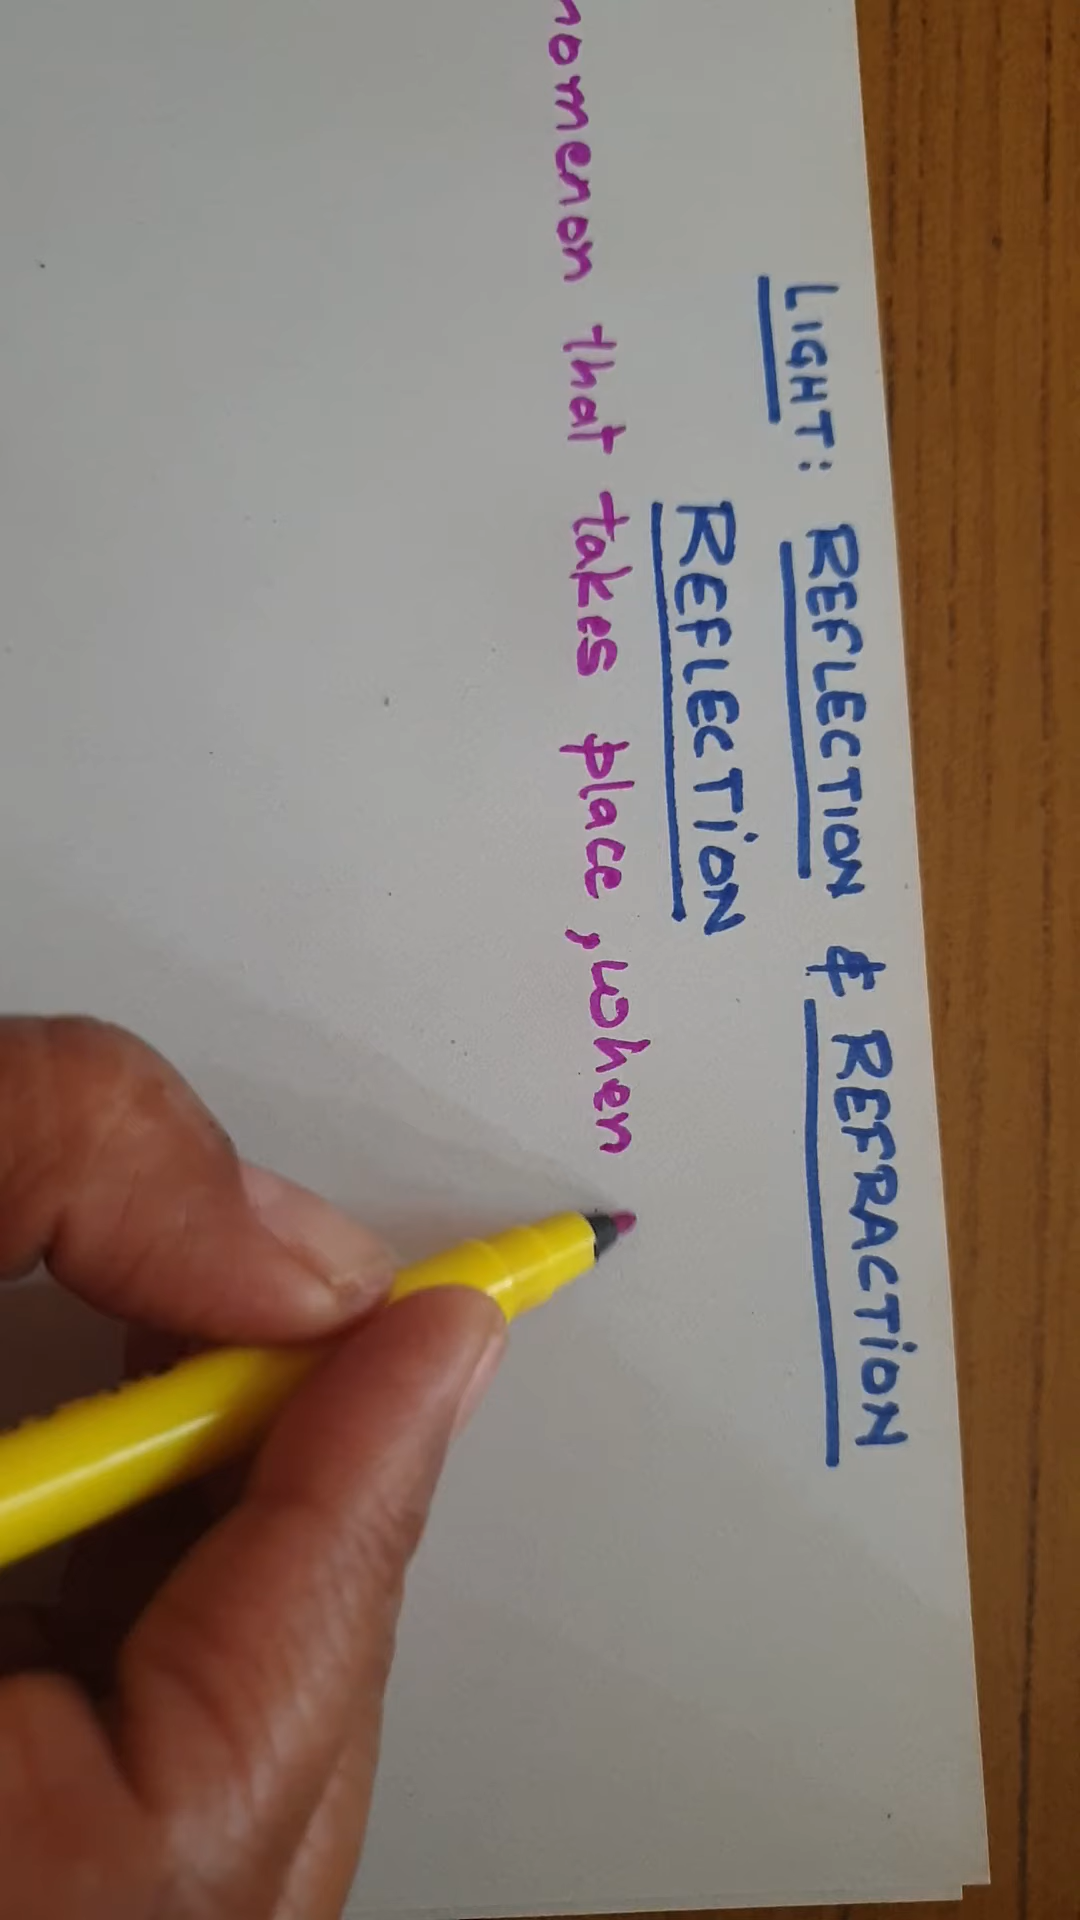 LIGHT: REFLECTION & REFRACTION
REFLECTION
nomenon that takes place, when